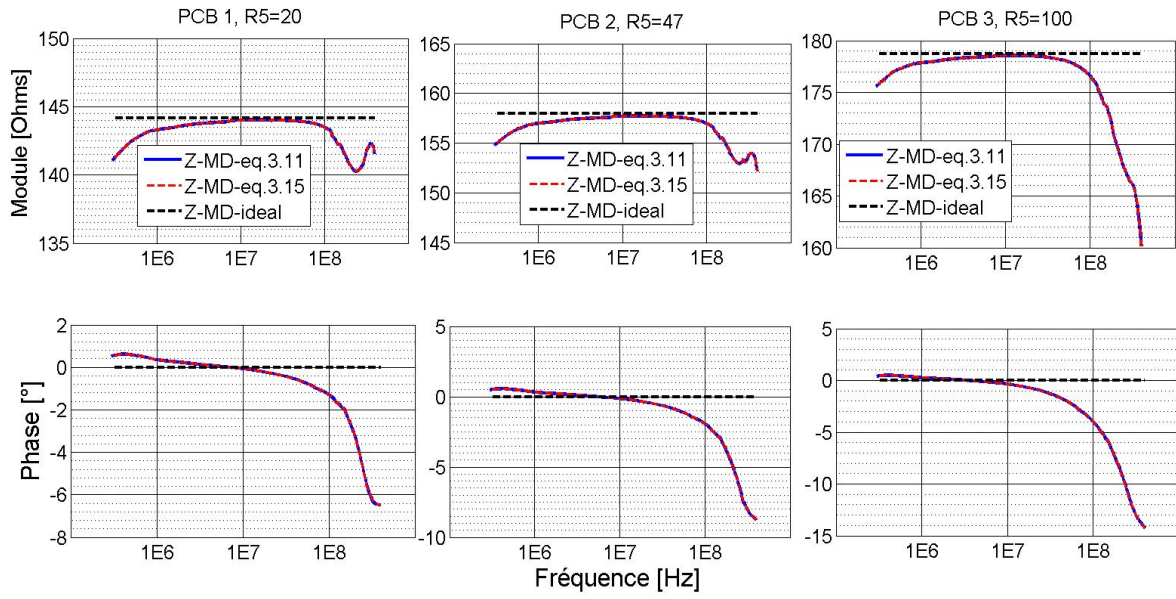 PCB 1, R5=20
PCB 2, R5=47
PCB 3, R5=100
Module [Ohms]
150
145
140
135
Z-MD-eq.3.11
Z-MD-eq.3.15
Z-MD-ideal
1E6 1E7 1E8
165
160
155
150
145
Z-MD-eq.3.11
Z-MD-eq.3.15
Z-MD-ideal
1E6 1E7 1E8
180
175
170
165
160
Z-MD-eq.3.11
Z-MD-eq.3.15
Z-MD-ideal
1E6 1E7 1E8
Phase [°]
2
0
-2
-4
-6
-8
1E6 1E7 1E8
5
0
-5
-10
1E6 1E7 1E8
5
0
-5
-10
-15
1E6 1E7 1E8
Fréquence [Hz]